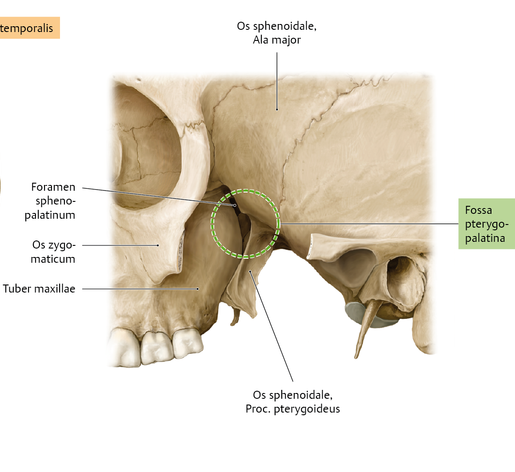 temporalis
Os sphenoidale,
Ala major
Foramen
spheno-
palatinum
Os zygo-
maticum
Tuber maxillae
Fossa
pterygo-
palatina
Os sphenoidale,
Proc. pterygoideus